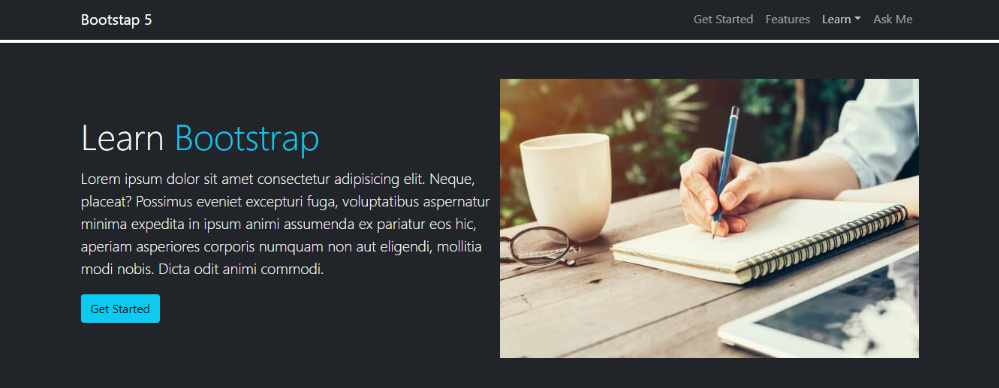 Bootstap 5
Get Started
Features
Learn
Ask Me
Learn Bootstrap
Lorem ipsum dolor sit amet consectetur adipisicing elit. Neque,
placeat? Possimus eveniet excepturi fuga, voluptatibus aspernatur
minima expedita in ipsum animi assumenda ex pariatur eos hic,
aperiam asperiores corporis numquam non aut eligendi, mollitia
modi nobis. Dicta odit animi commodi.
Get Started